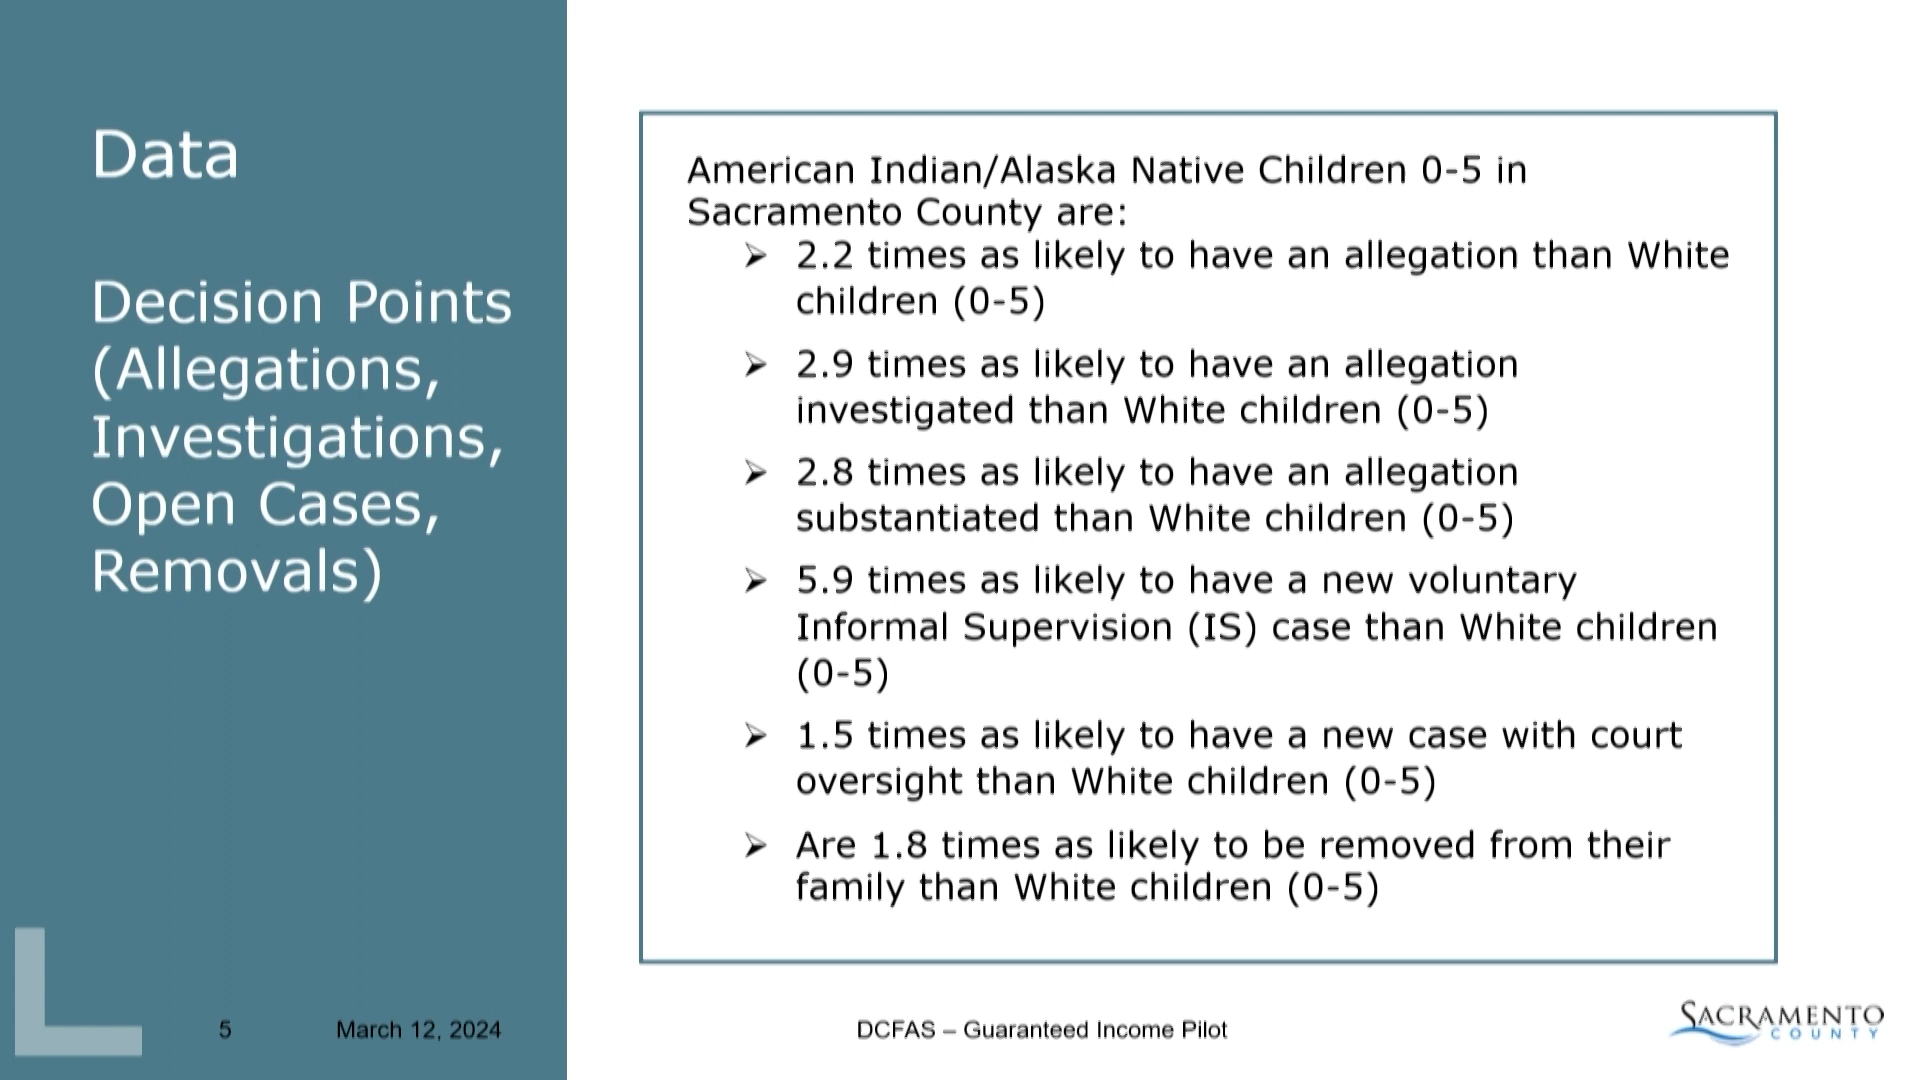 Data
Decision Points
(Allegations,
Investigations,
Open Cases,
Removals)
American Indian/Alaska Native Children 0-5 in
Sacramento County are:
➢ 2.2 times as likely to have an allegation than White
children (0-5)
➢ 2.9 times as likely to have an allegation
investigated than White children (0-5)
➢ 2.8 times as likely to have an allegation
substantiated than White children (0-5)
➢ 5.9 times as likely to have a new voluntary
Informal Supervision (IS) case than White children
(0-5)
➢ 1.5 times as likely to have a new case with court
oversight than White children (0-5)
➢ Are 1.8 times as likely to be removed from their
family than White children (0-5)
5 March 12, 2024 DCFAS – Guaranteed Income Pilot
SACRAMENTO
COUNTY